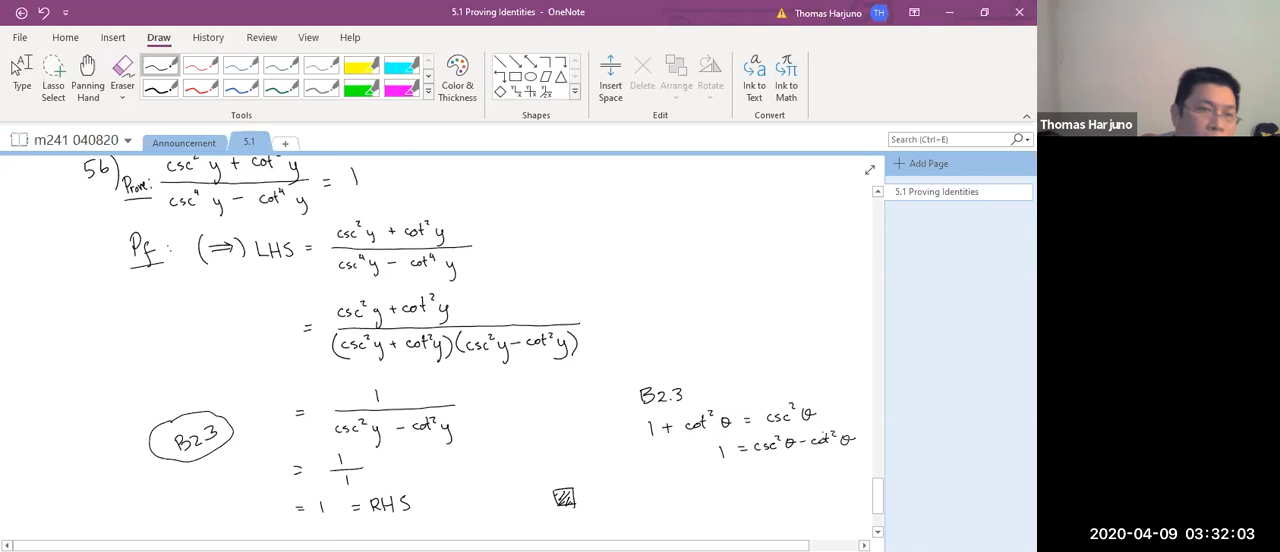 5.1 Proving Identities - OneNote
Thomas Harjuno TH
File Home Insert Draw History Review View Help
Type Lasso Select Panning Hand Eraser Color & Thickness Insert Space Delete Arrange Rotate Ink to Text Ink to Math
Tools Shapes Edit Convert
m241 040820 Announcement 5.1 +
Search (Ctrl+E)
Add Page
5.1 Proving Identities
Thomas Harjuno
56) Prove: (csc² y + cot² y) / (csc⁴ y - cot⁴ y) = 1
Pf: (⇒) LHS = (csc² y + cot² y) / (csc⁴ y - cot⁴ y)
= (csc² y + cot² y) / ((csc² y + cot² y)(csc² y - cot² y))
= 1 / (csc² y - cot² y)
B2.3
= 1 / 1
= 1 = RHS
B2.3
1 + cot² θ = csc² θ
1 = csc² θ - cot² θ
2020-04-09 03:32:03